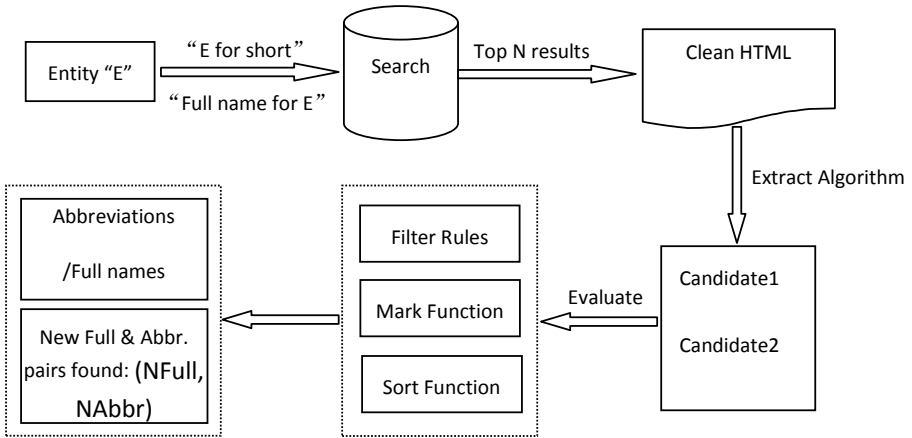 Entity “E”
“E for short”
“Full name for E”
Search
Top N results
Clean HTML
Extract Algorithm
Candidate1
Candidate2
Evaluate
Filter Rules
Mark Function
Sort Function
Abbreviations
/Full names
New Full & Abbr.
pairs found: (NFull,
NAbbr)